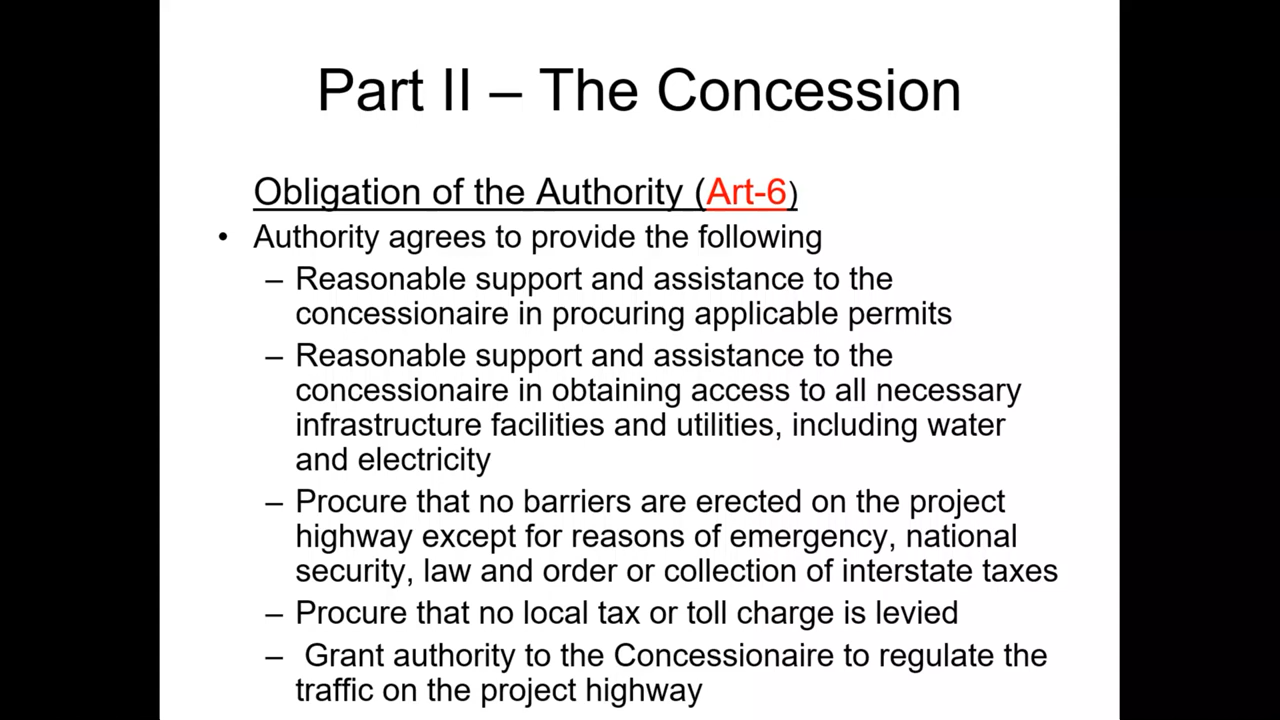 Part II – The Concession
Obligation of the Authority (Art-6)
• Authority agrees to provide the following
– Reasonable support and assistance to the
concessionaire in procuring applicable permits
– Reasonable support and assistance to the
concessionaire in obtaining access to all necessary
infrastructure facilities and utilities, including water
and electricity
– Procure that no barriers are erected on the project
highway except for reasons of emergency, national
security, law and order or collection of interstate taxes
– Procure that no local tax or toll charge is levied
– Grant authority to the Concessionaire to regulate the
traffic on the project highway